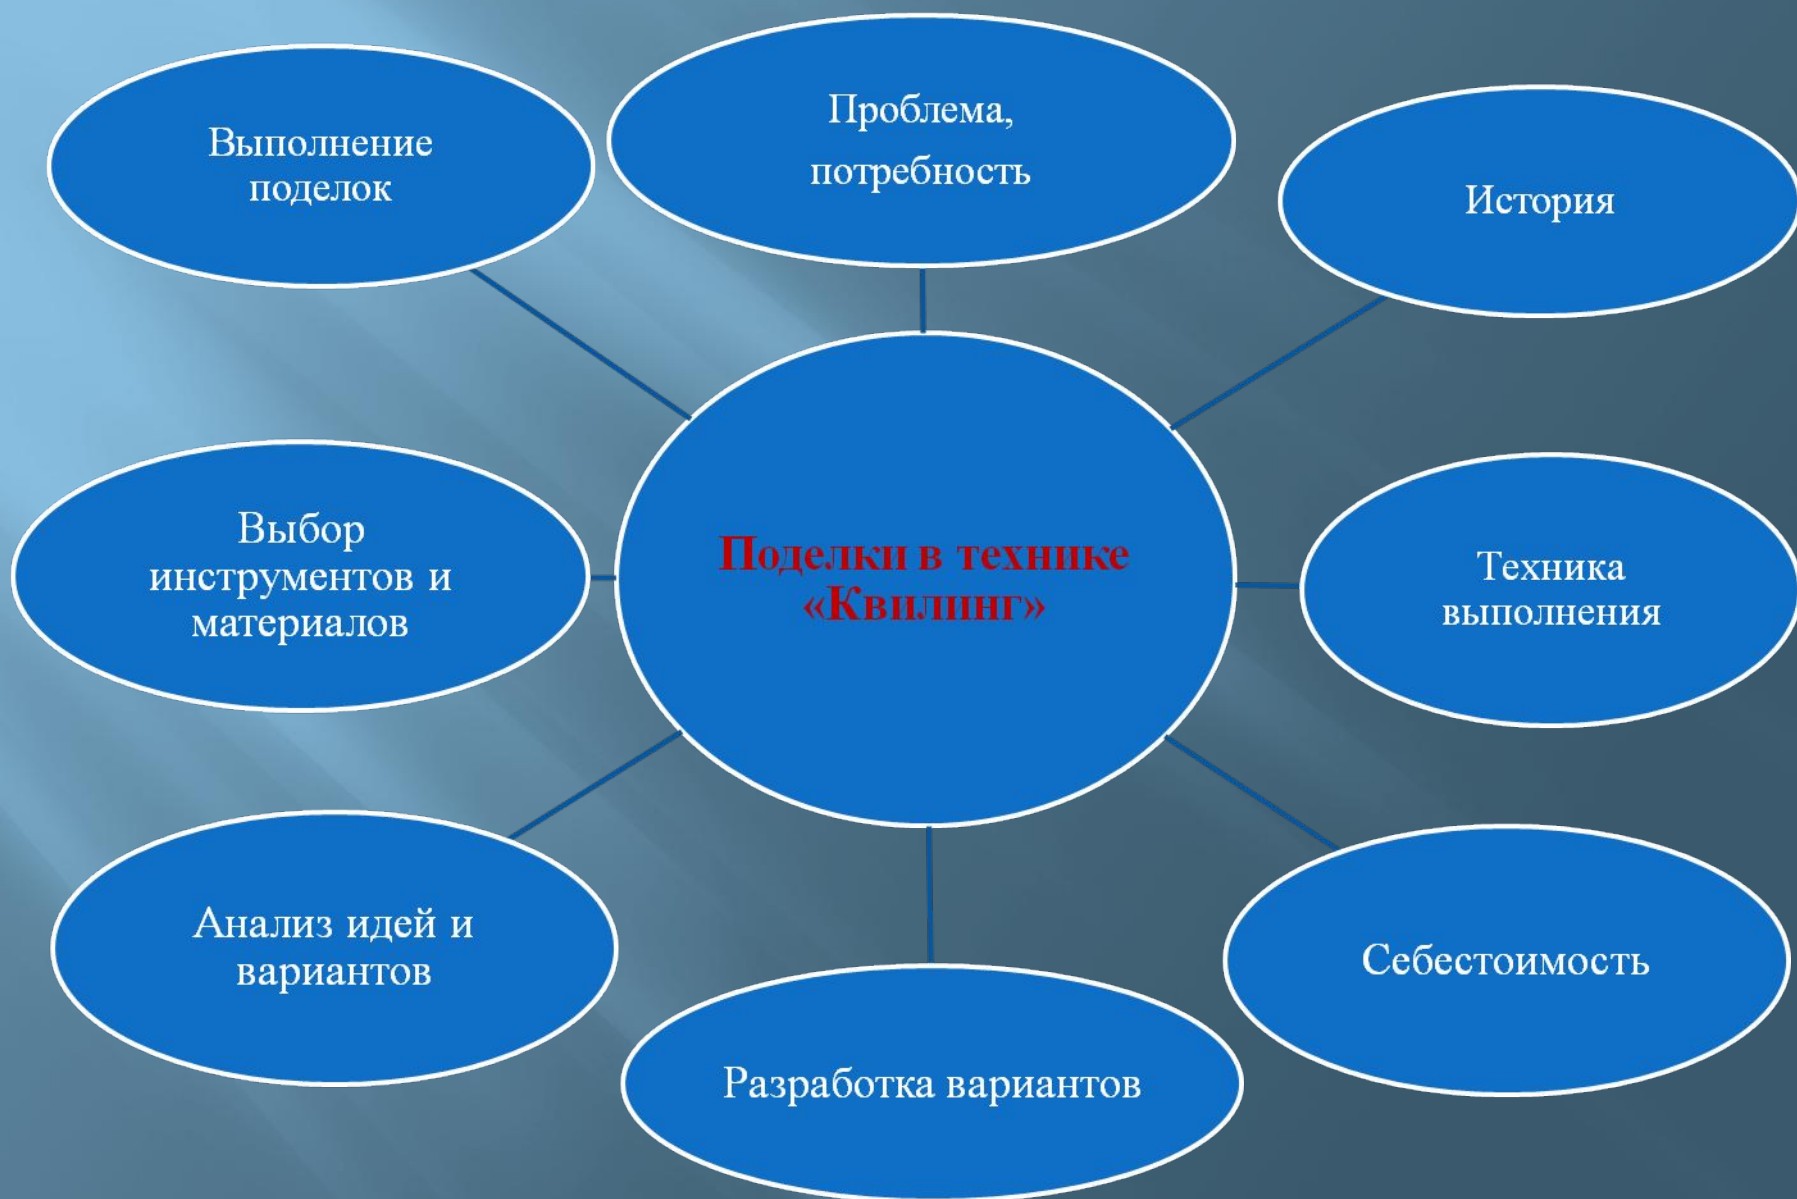 Проблема,
потребность
Выполнение
поделок
История
Выбор
инструментов и
материалов
Поделки в технике
«Квилинг»
Техника
выполнения
Анализ идей и
вариантов
Себестоимость
Разработка вариантов